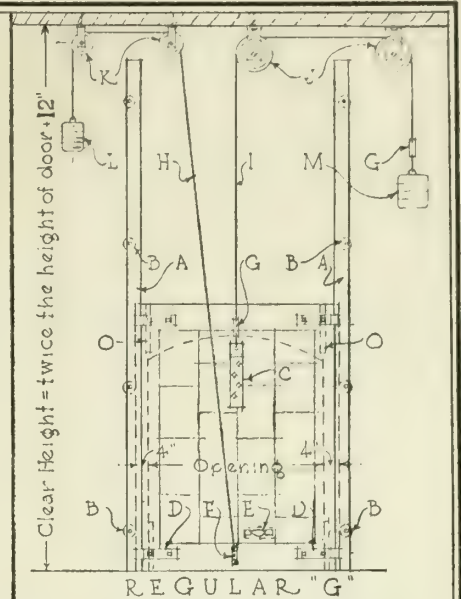 Clear Height = twice the height of door + 12"
K
J
L
H
I
M
G
B
A
G
B
A
O
O
C
4"
Opening
4"
B
D
E
E
D
B
REGULAR "G"